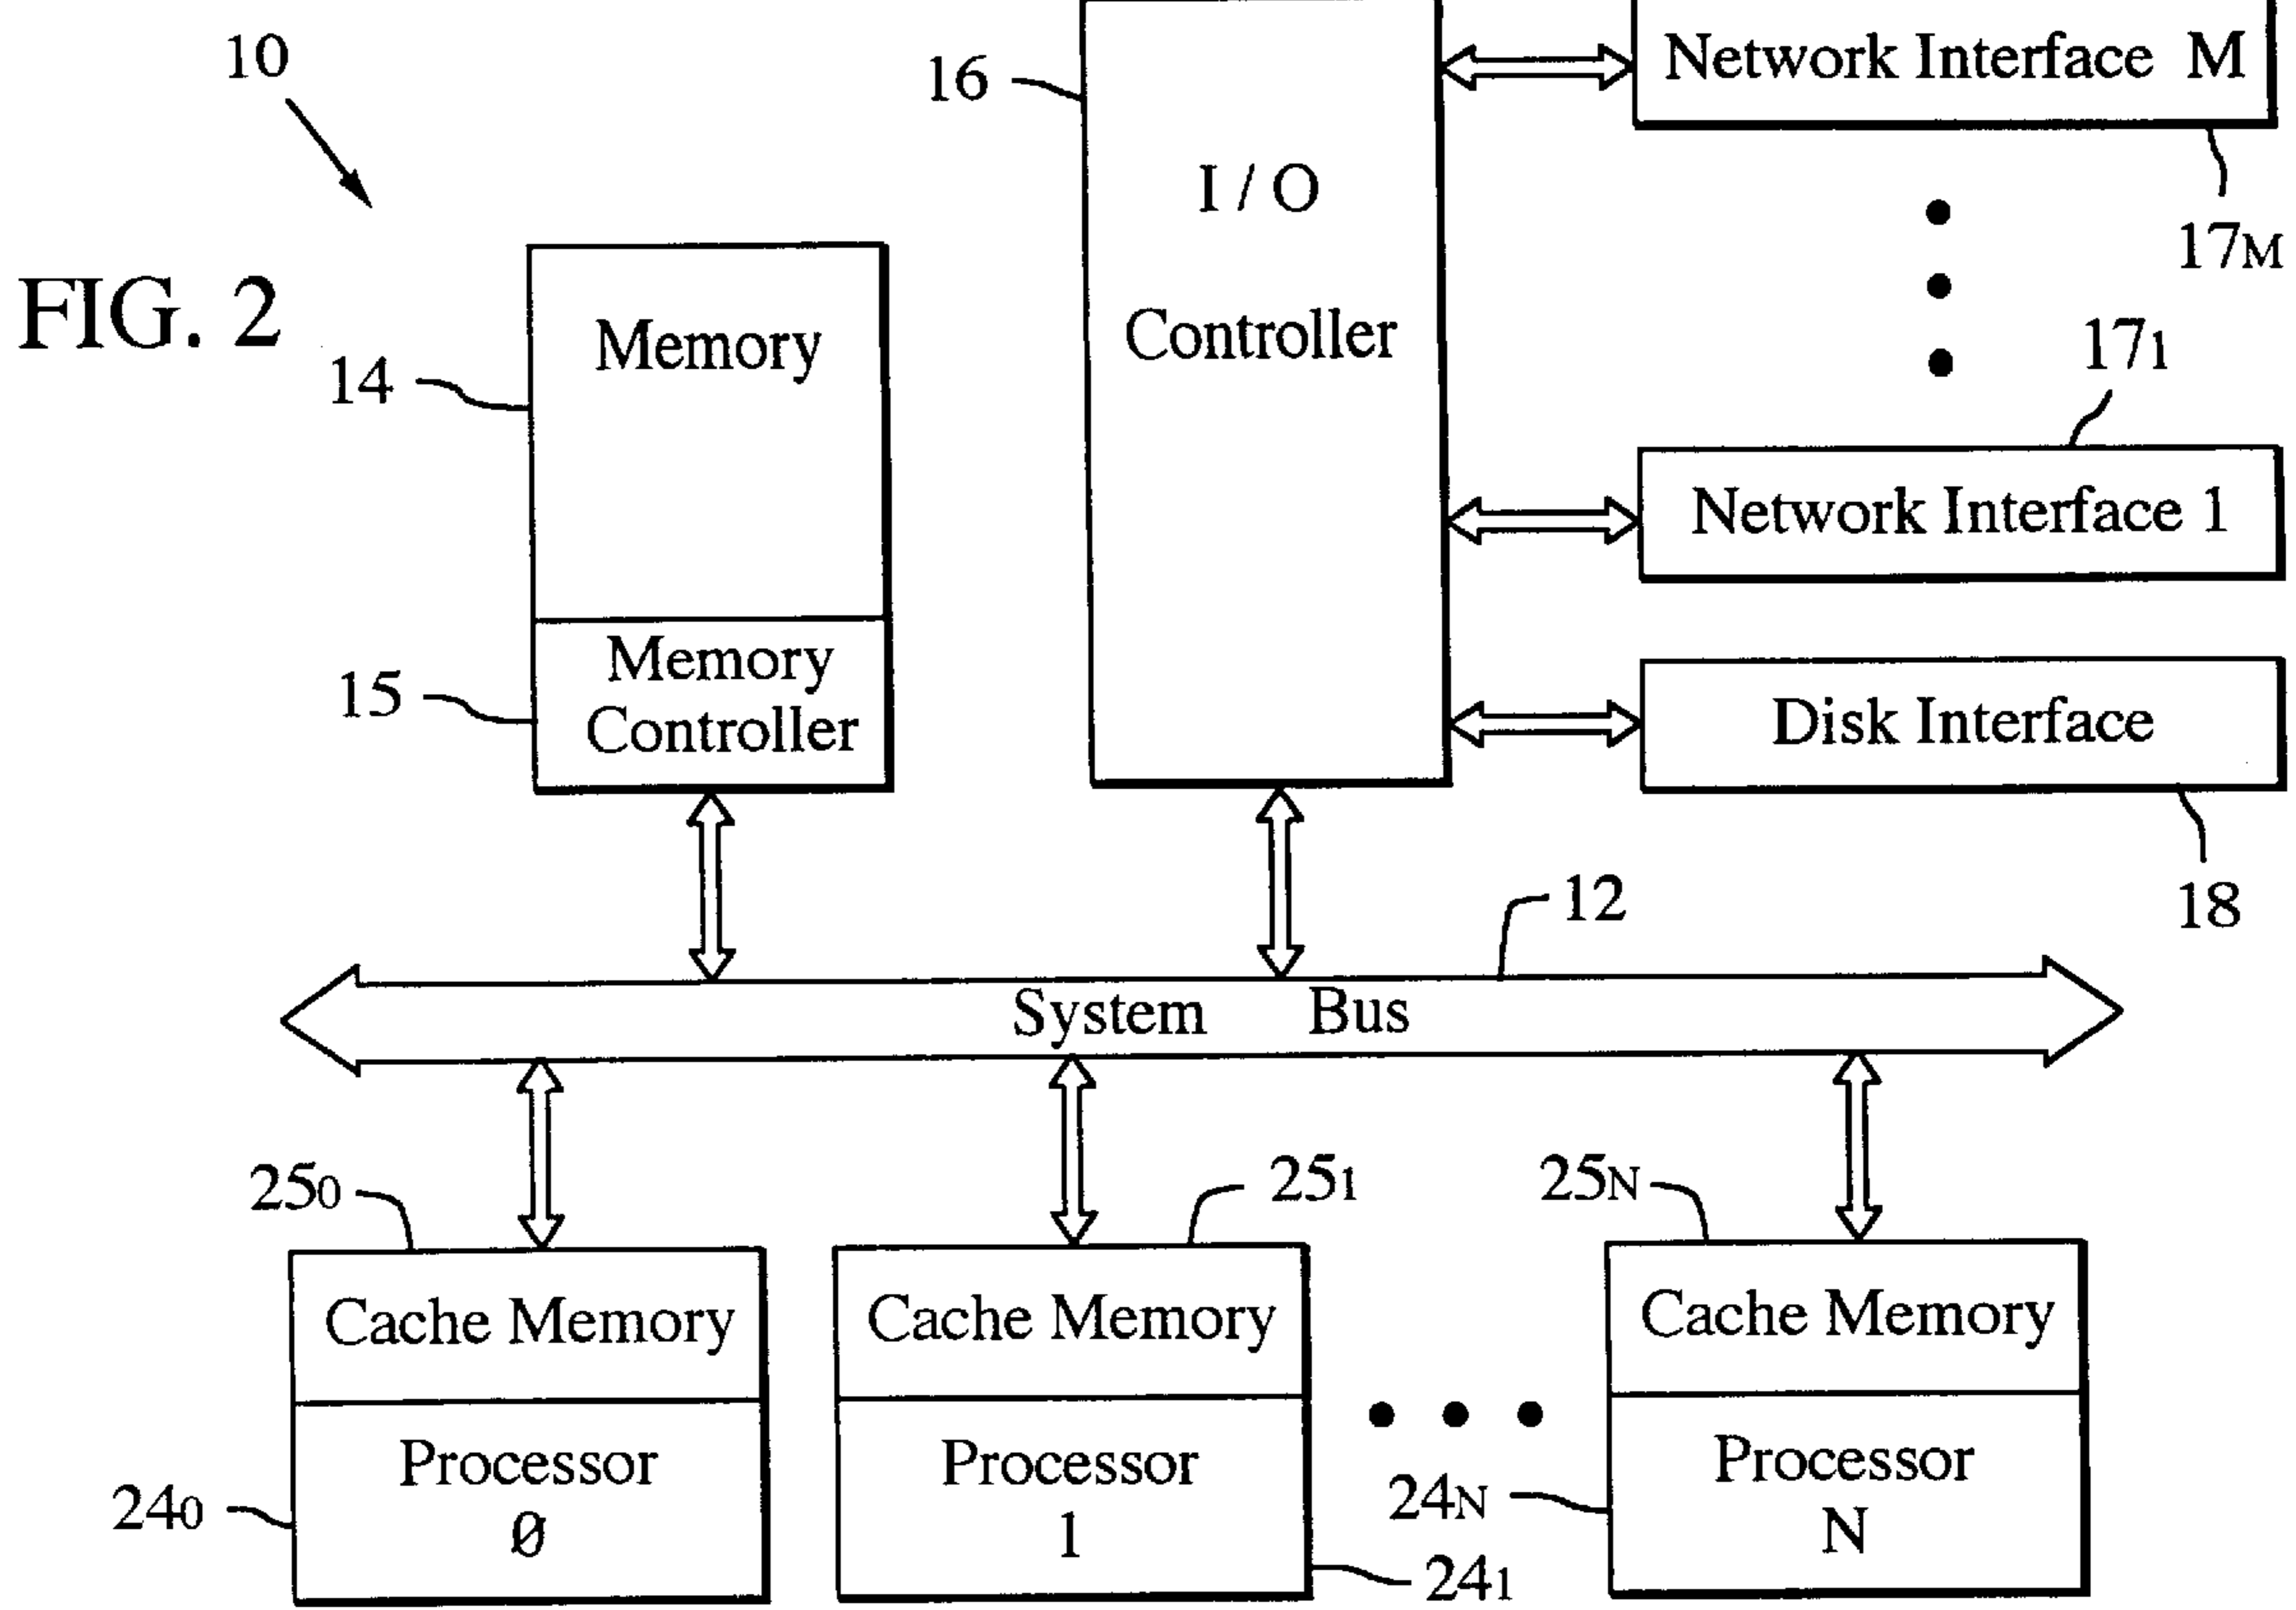 10
16
Network Interface M
I / O
17M
FIG. 2
Memory
Controller
14
171
Network Interface 1
Memory
Controller
15
Disk Interface
12
18
System Bus
250
251
25N
Cache Memory
Cache Memory
Cache Memory
Processor
0
Processor
1
Processor
N
240
24N
241